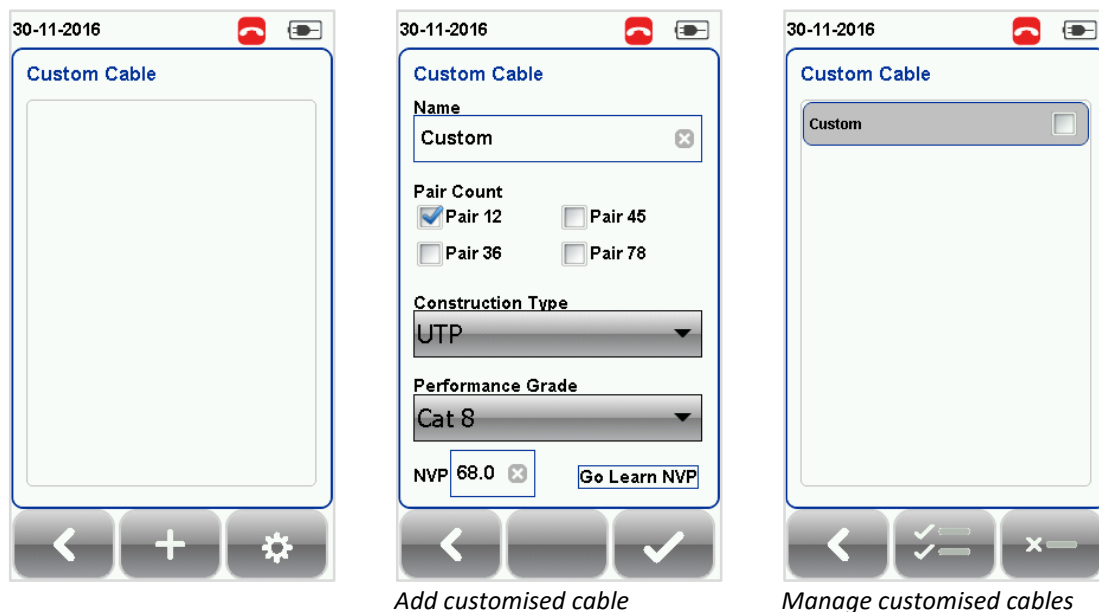 30-11-2016
Custom Cable
30-11-2016
Custom Cable
Name
Custom
Pair Count
Pair 12 Pair 45
Pair 36 Pair 78
Construction Type
UTP
Performance Grade
Cat 8
NVP 68.0 Go Learn NVP
Add customised cable
30-11-2016
Custom Cable
Custom
Manage customised cables